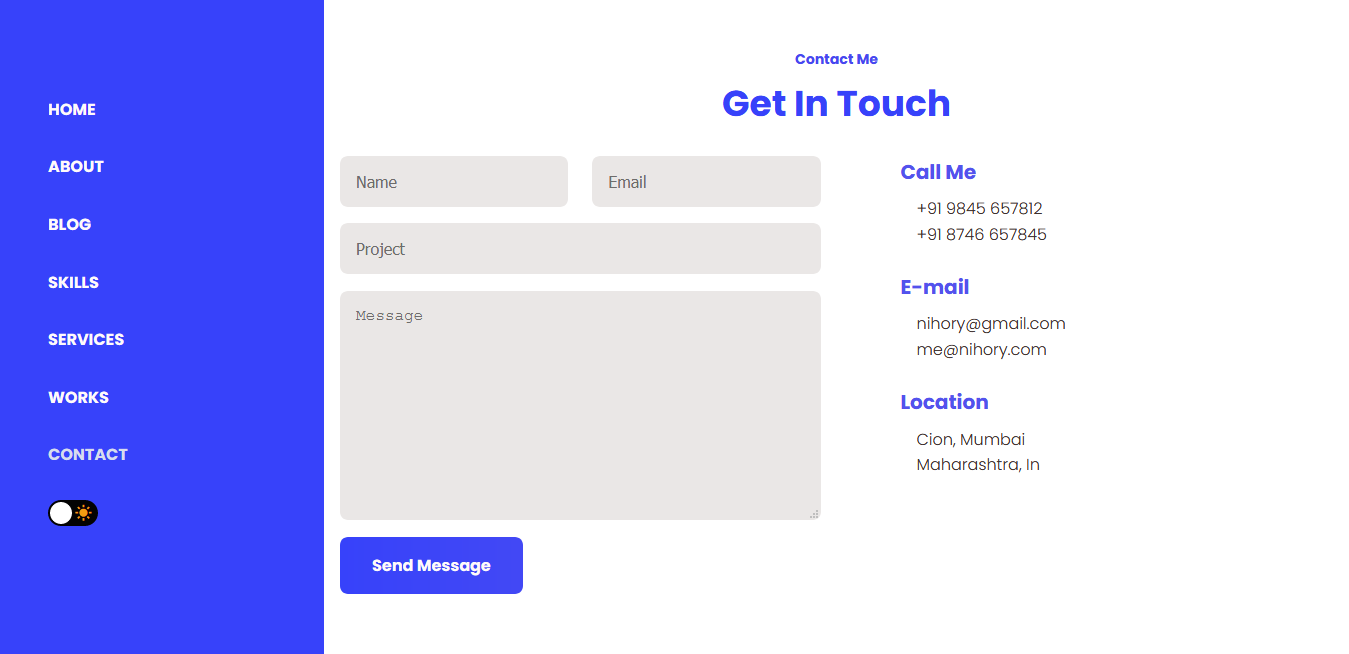 HOME
ABOUT
BLOG
SKILLS
SERVICES
WORKS
CONTACT
Contact Me
Get In Touch
Name
Email
Project
Message
Send Message
Call Me
+91 9845 657812
+91 8746 657845
E-mail
nihory@gmail.com
me@nihory.com
Location
Cion, Mumbai
Maharashtra, In